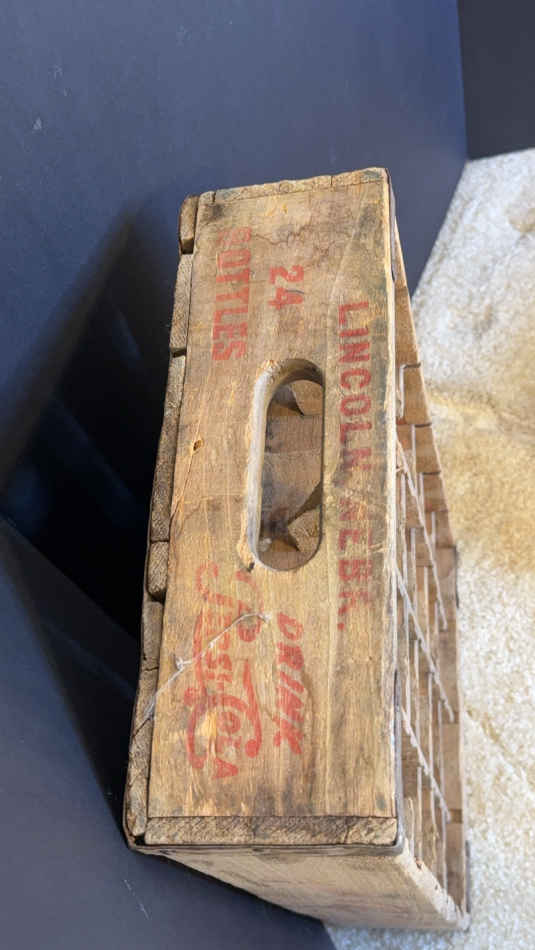 LINCOLN, NEBR.
24
BOTTLES
DRINK
Pepsi-Cola